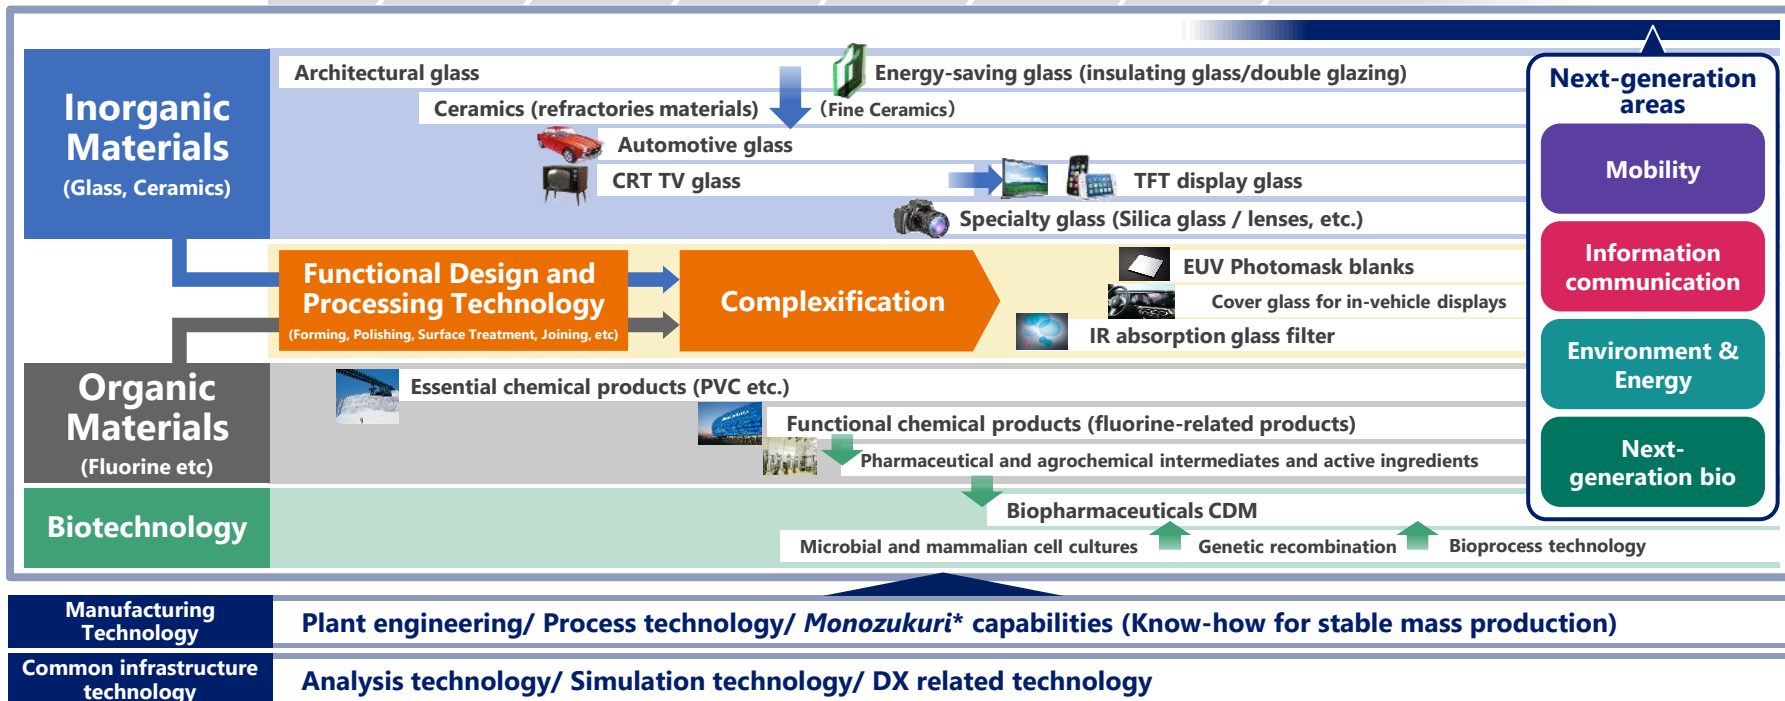 Inorganic
Materials
(Glass, Ceramics)
Architectural glass
Energy-saving glass (insulating glass/double glazing)
Ceramics (refractories materials)
(Fine Ceramics)
Automotive glass
CRT TV glass
TFT display glass
Specialty glass (Silica glass / lenses, etc.)
Functional Design and
Processing Technology
(Forming, Polishing, Surface Treatment, Joining, etc)
Complexification
EUV Photomask blanks
Cover glass for in-vehicle displays
IR absorption glass filter
Organic
Materials
(Fluorine etc)
Essential chemical products (PVC etc.)
Functional chemical products (fluorine-related products)
Pharmaceutical and agrochemical intermediates and active ingredients
Biotechnology
Biopharmaceuticals CDM
Microbial and mammalian cell cultures
Genetic recombination
Bioprocess technology
Next-generation
areas
Mobility
Information
communication
Environment &
Energy
Next-
generation bio
Manufacturing
Technology
Plant engineering/ Process technology/ Monozukuri* capabilities (Know-how for stable mass production)
Common infrastructure
technology
Analysis technology/ Simulation technology/ DX related technology